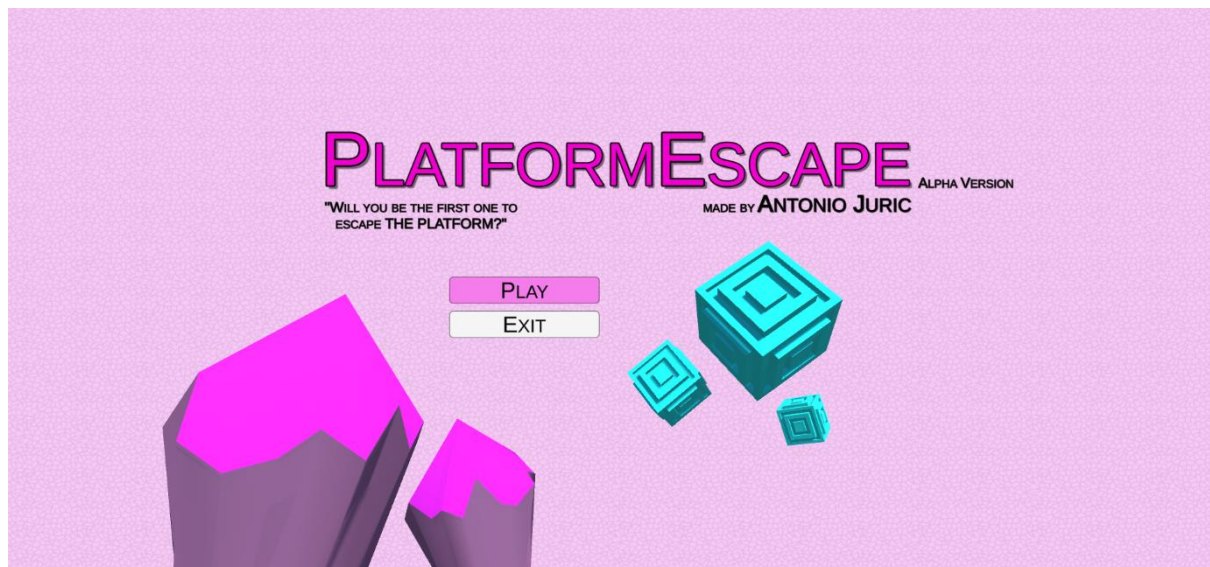 PLATFORMESCAPE ALPHA VERSION
"WILL YOU BE THE FIRST ONE TO
ESCAPE THE PLATFORM?"
MADE BY ANTONIO JURIC
PLAY
EXIT